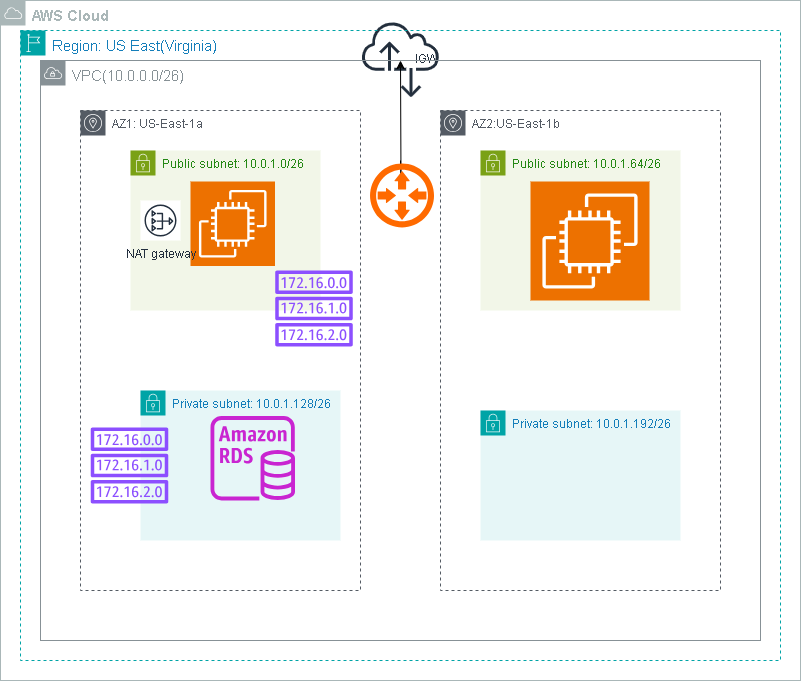 AWS Cloud
Region: US East(Virginia)
IGW
VPC(10.0.0.0/26)
AZ1: US-East-1a
AZ2:US-East-1b
Public subnet: 10.0.1.0/26
Public subnet: 10.0.1.64/26
NAT gateway
172.16.0.0
172.16.1.0
172.16.2.0
Private subnet: 10.0.1.128/26
Private subnet: 10.0.1.192/26
Amazon
RDS
172.16.0.0
172.16.1.0
172.16.2.0